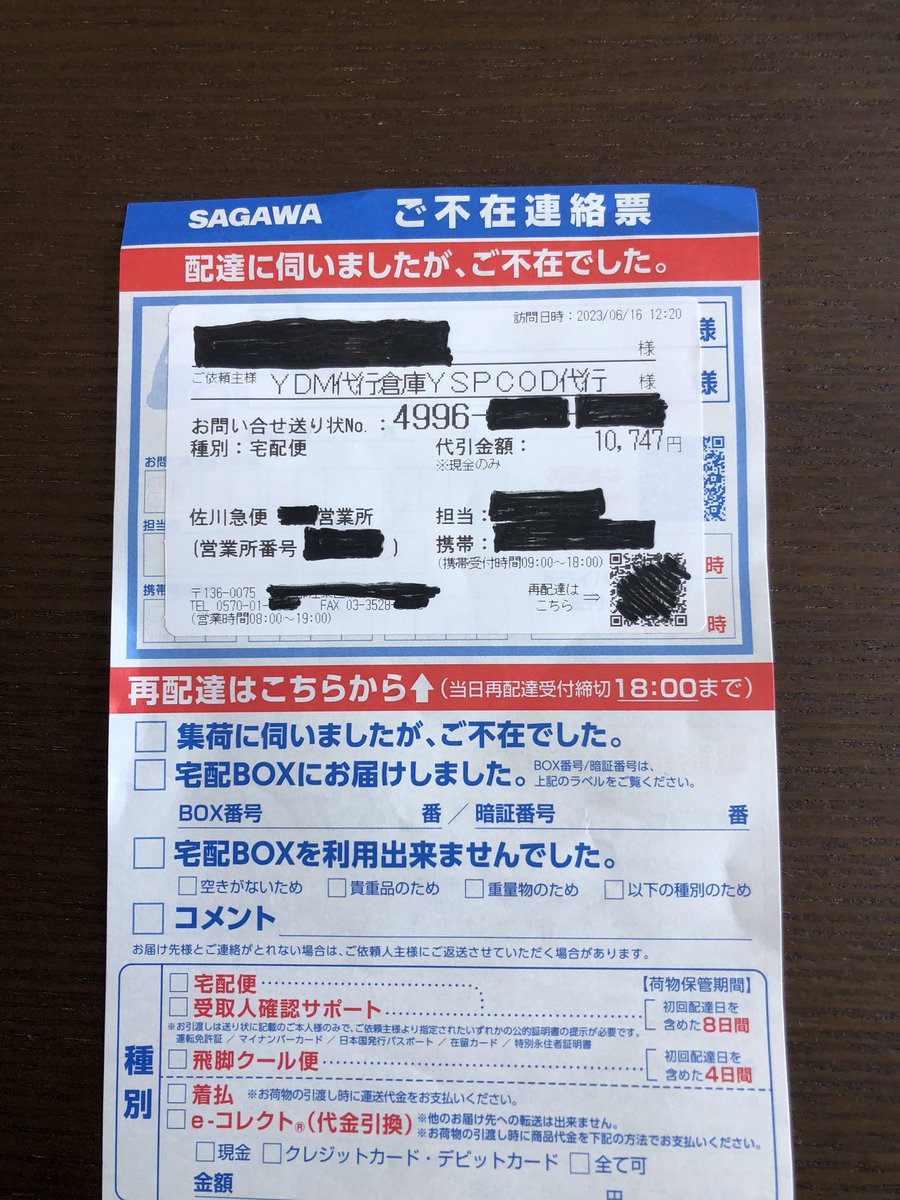 SAGAWA ご不在連絡票
配達に伺いましたが、ご不在でした。
訪問日時：2023/06/16 12:20
様
様
ご依頼主様 YDM代行倉庫YSPCOD代行 様
様
お問い合せ送り状No.：4996-
種別：宅配便 代引金額： 10,747円
※現金のみ
お問
佐川急便 営業所 担当：
担当
(営業所番号 ) 携帯：
(携帯受付時間09:00～18:00)
時
携帯
〒136-0075
再配達は
TEL 0570-01- FAX 03-3528-
こちら ⇒
(営業時間08:00～19:00)
時
再配達はこちらから↑(当日再配達受付締切18:00まで)
集荷に伺いましたが、ご不在でした。
宅配BOXにお届けしました。 BOX番号/暗証番号は、
上記のラベルをご覧ください。
BOX番号 番 ／ 暗証番号 番
宅配BOXを利用出来ませんでした。
空きがないため 貴重品のため 重量物のため 以下の種別のため
コメント
お届け先様とご連絡がとれない場合は、ご依頼人主様にご返送させていただく場合があります。
種別
宅配便 【荷物保管期間】
受取人確認サポート 初回配達日を
含めた8日間
※お引渡しは送り状に記載のご本人様のみで、ご依頼主様より指定されたいずれかの公的証明書の提示が必要です。
運転免許証 ／ マイナンバーカード ／ 日本国発行パスポート ／ 在留カード ／ 特別永住者証明書
飛脚クール便 初回配達日を
含めた4日間
着払 ※お荷物の引渡し時に運送代金をお支払いください。
e-コレクト®(代金引換) ※他のお届け先への転送は出来ません。
※お荷物の引渡し時に商品代金を下記の方法でお支払いください。
現金 クレジットカード・デビットカード 全て可
金額